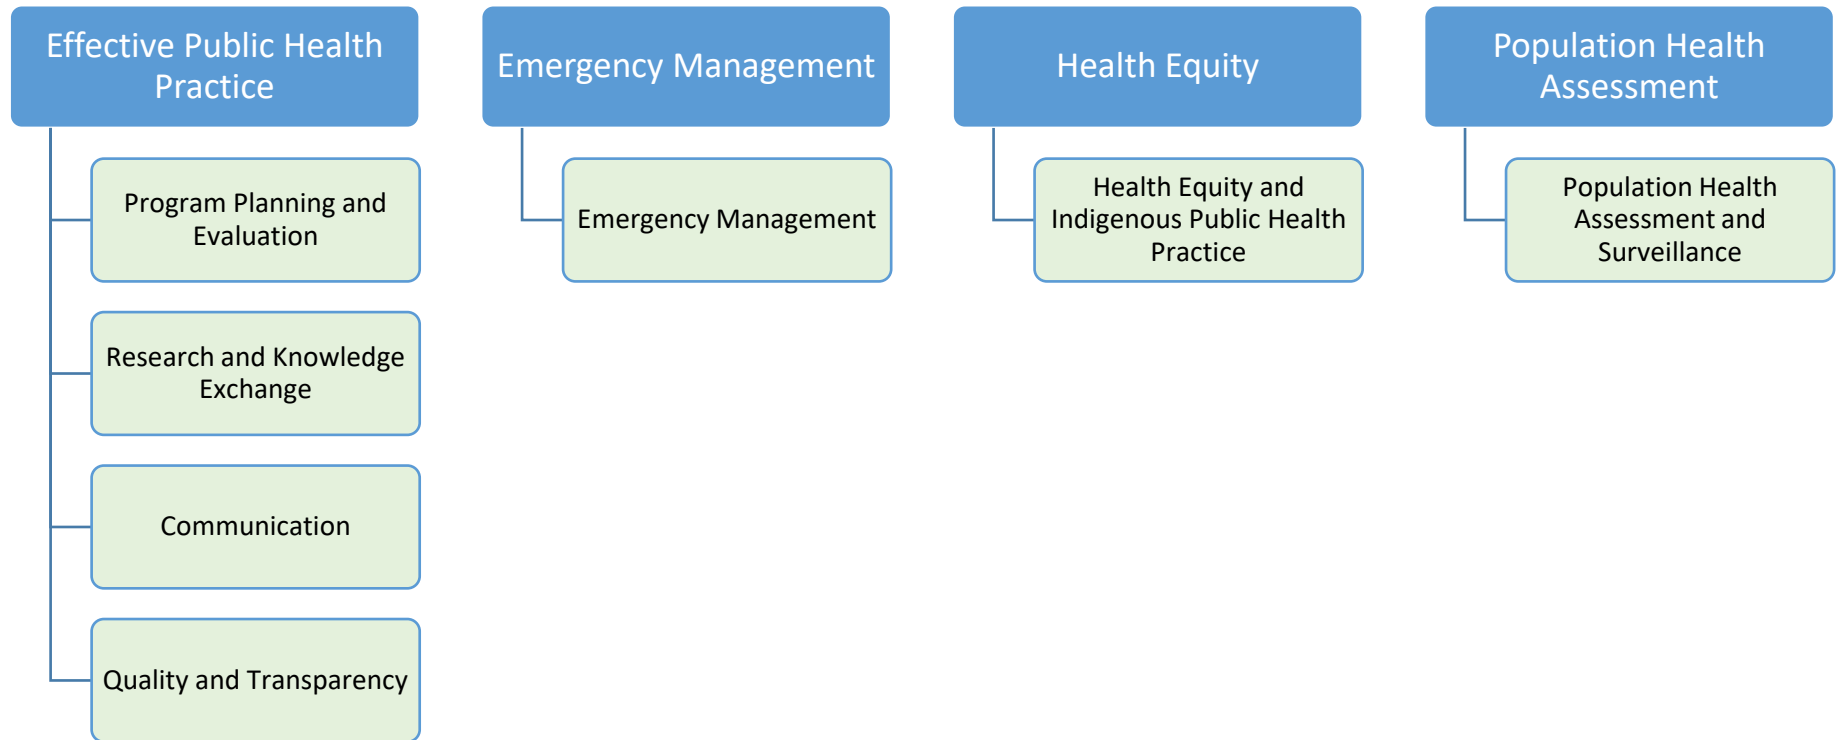 Effective Public Health
Practice
Program Planning and
Evaluation
Research and Knowledge
Exchange
Communication
Quality and Transparency
Emergency Management
Emergency Management
Health Equity
Health Equity and
Indigenous Public Health
Practice
Population Health
Assessment
Population Health
Assessment and
Surveillance